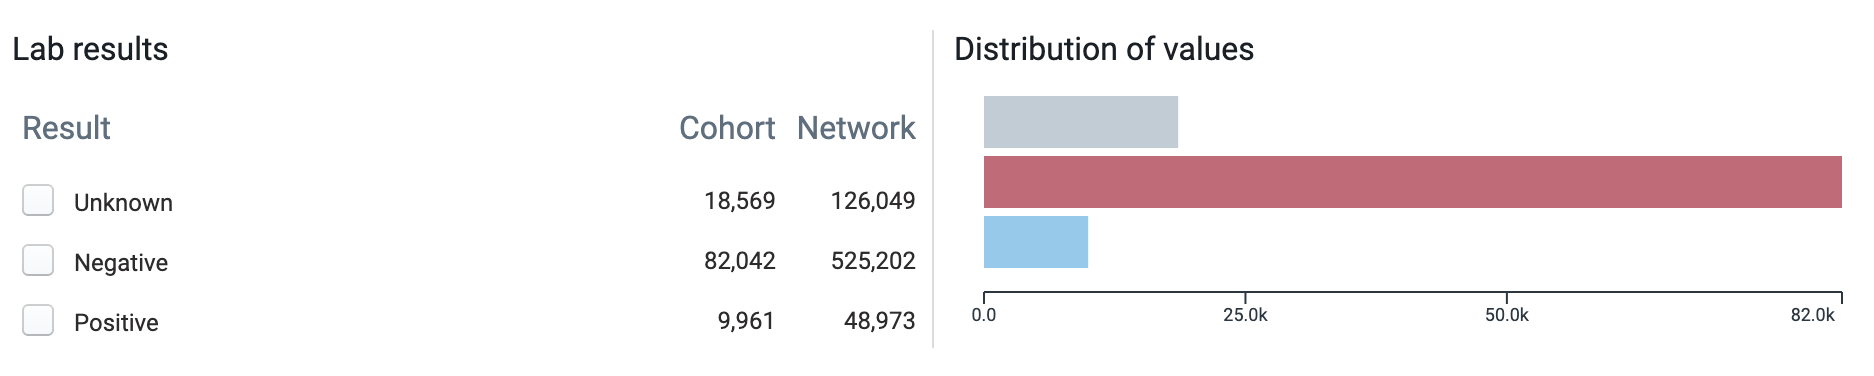 Lab results
Result Cohort Network
Unknown 18,569 126,049
Negative 82,042 525,202
Positive 9,961 48,973
Distribution of values
0.0 25.0k 50.0k 82.0k